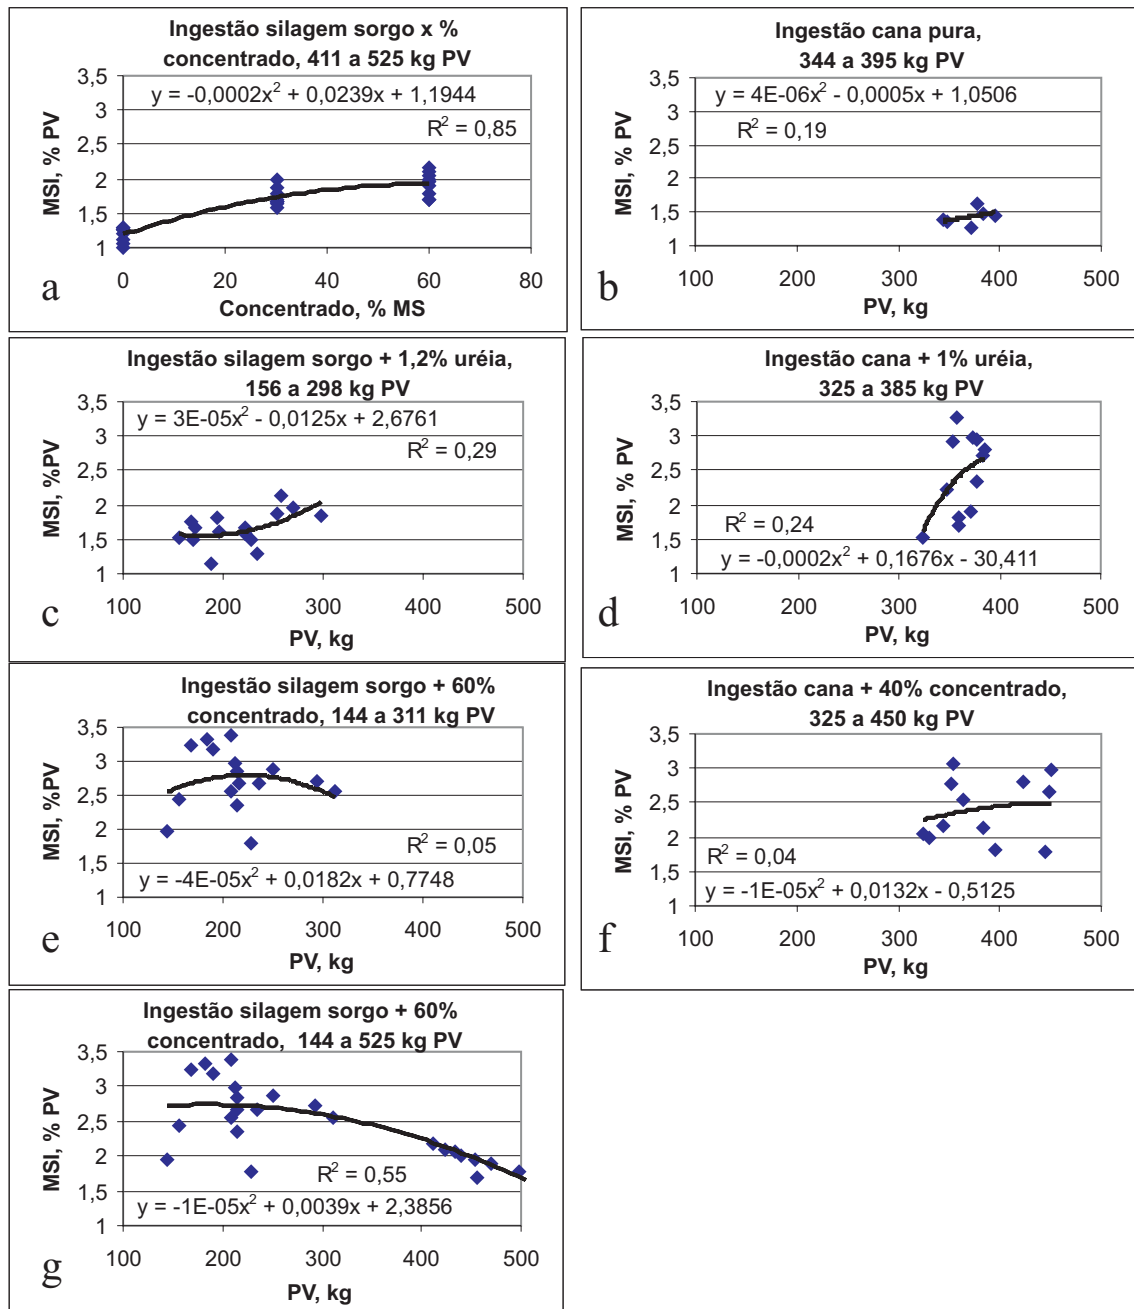 Ingestão silagem sorgo x %
concentrado, 411 a 525 kg PV
3,5
3
2,5
2
1,5
1
MSI, % PV
y = -0,0002x² + 0,0239x + 1,1944
R² = 0,85
0 20 40 60 80
Concentrado, % MS
a
Ingestão cana pura,
344 a 395 kg PV
3,5
3
2,5
2
1,5
1
MSI, % PV
y = 4E-06x² - 0,0005x + 1,0506
R² = 0,19
100 200 300 400 500
PV, kg
b
Ingestão silagem sorgo + 1,2% uréia,
156 a 298 kg PV
3,5
3
2,5
2
1,5
1
MSI, %PV
y = 3E-05x² - 0,0125x + 2,6761
R² = 0,29
100 200 300 400 500
PV, kg
c
Ingestão cana + 1% uréia,
325 a 385 kg PV
3,5
3
2,5
2
1,5
1
MSI, % PV
R² = 0,24
y = -0,0002x² + 0,1676x - 30,411
100 200 300 400 500
PV, kg
d
Ingestão silagem sorgo + 60%
concentrado, 144 a 311 kg PV
3,5
3
2,5
2
1,5
1
MSI, %PV
R² = 0,05
y = -4E-05x² + 0,0182x + 0,7748
100 200 300 400 500
PV, kg
e
Ingestão cana + 40% concentrado,
325 a 450 kg PV
3,5
3
2,5
2
1,5
1
MSI, % PV
R² = 0,04
y = -1E-05x² + 0,0132x - 0,5125
100 200 300 400 500
PV, kg
f
Ingestão silagem sorgo + 60%
concentrado, 144 a 525 kg PV
3,5
3
2,5
2
1,5
1
MSI, % PV
R² = 0,55
y = -1E-05x² + 0,0039x + 2,3856
100 200 300 400 500
PV, kg
g